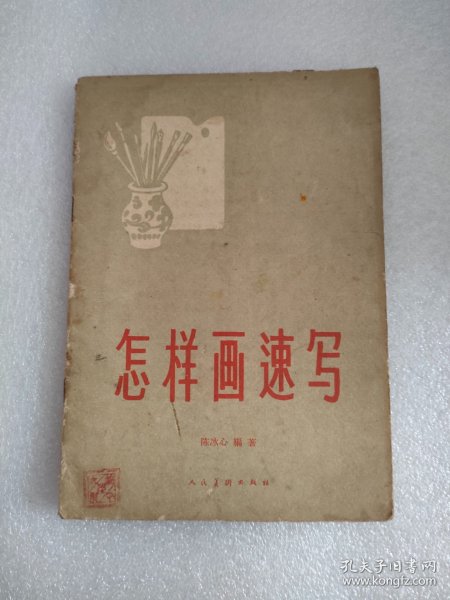 怎样画速写
陈冰心 编著
人民美術出版社
孔夫子旧书网
www.kongfz.com